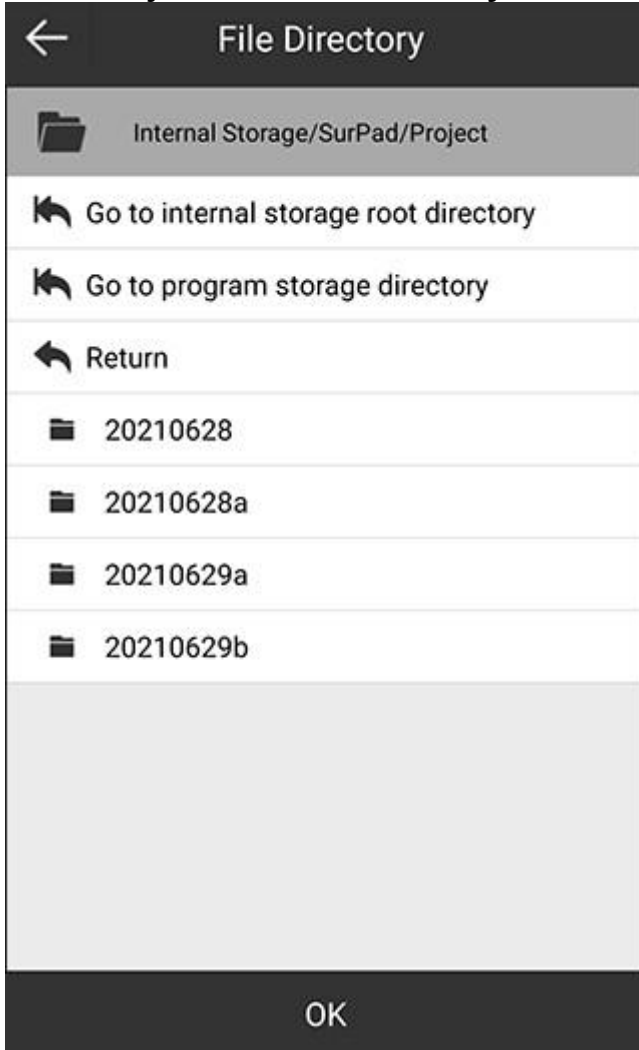 File Directory
Internal Storage/SurPad/Project
Go to internal storage root directory
Go to program storage directory
Return
20210628
20210628a
20210629a
20210629b
OK